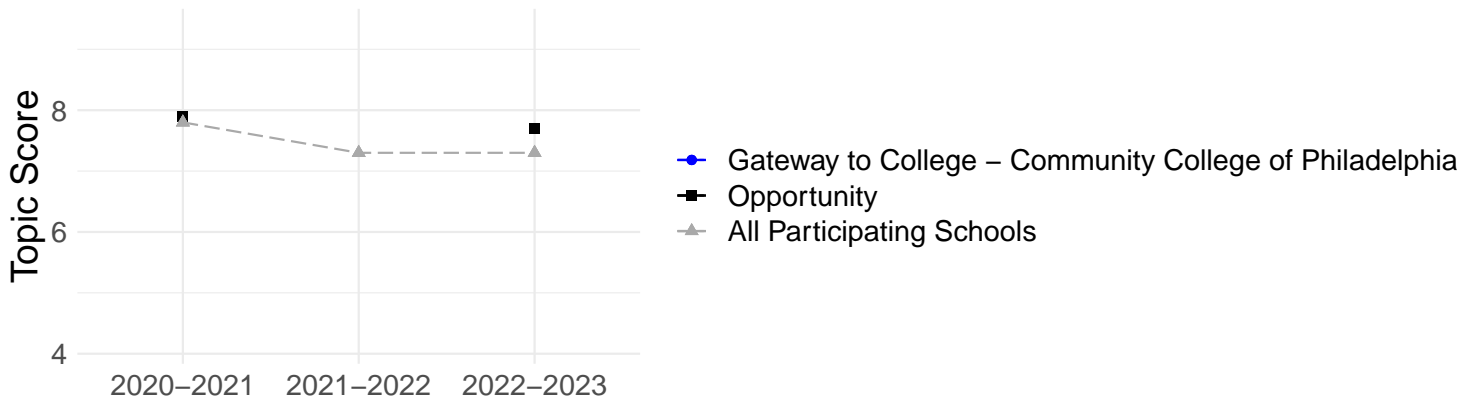 Topic Score
8
6
4
2020–2021 2021–2022 2022–2023
Gateway to College – Community College of Philadelphia
Opportunity
All Participating Schools